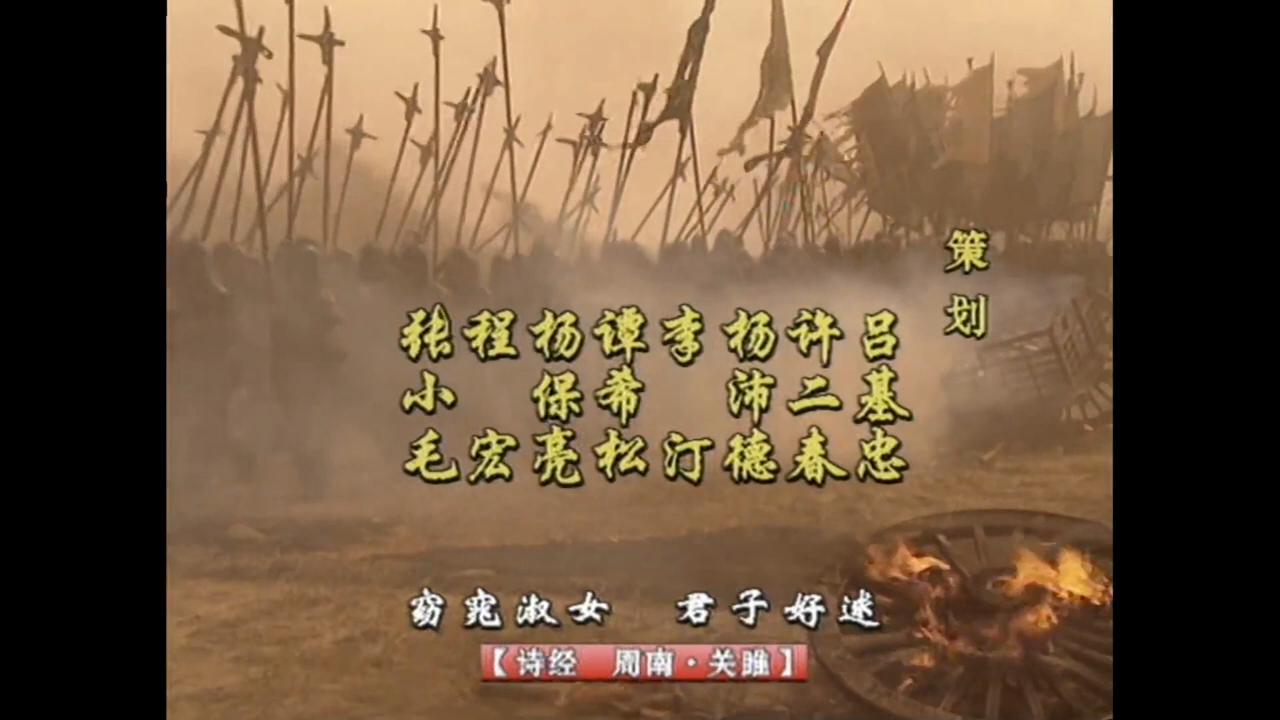 策划
吕基忠
许二春
杨沛德
李汀
谭希松
杨保亮
程宏
张小毛
窈窕淑女 君子好逑
【诗经 周南·关雎】